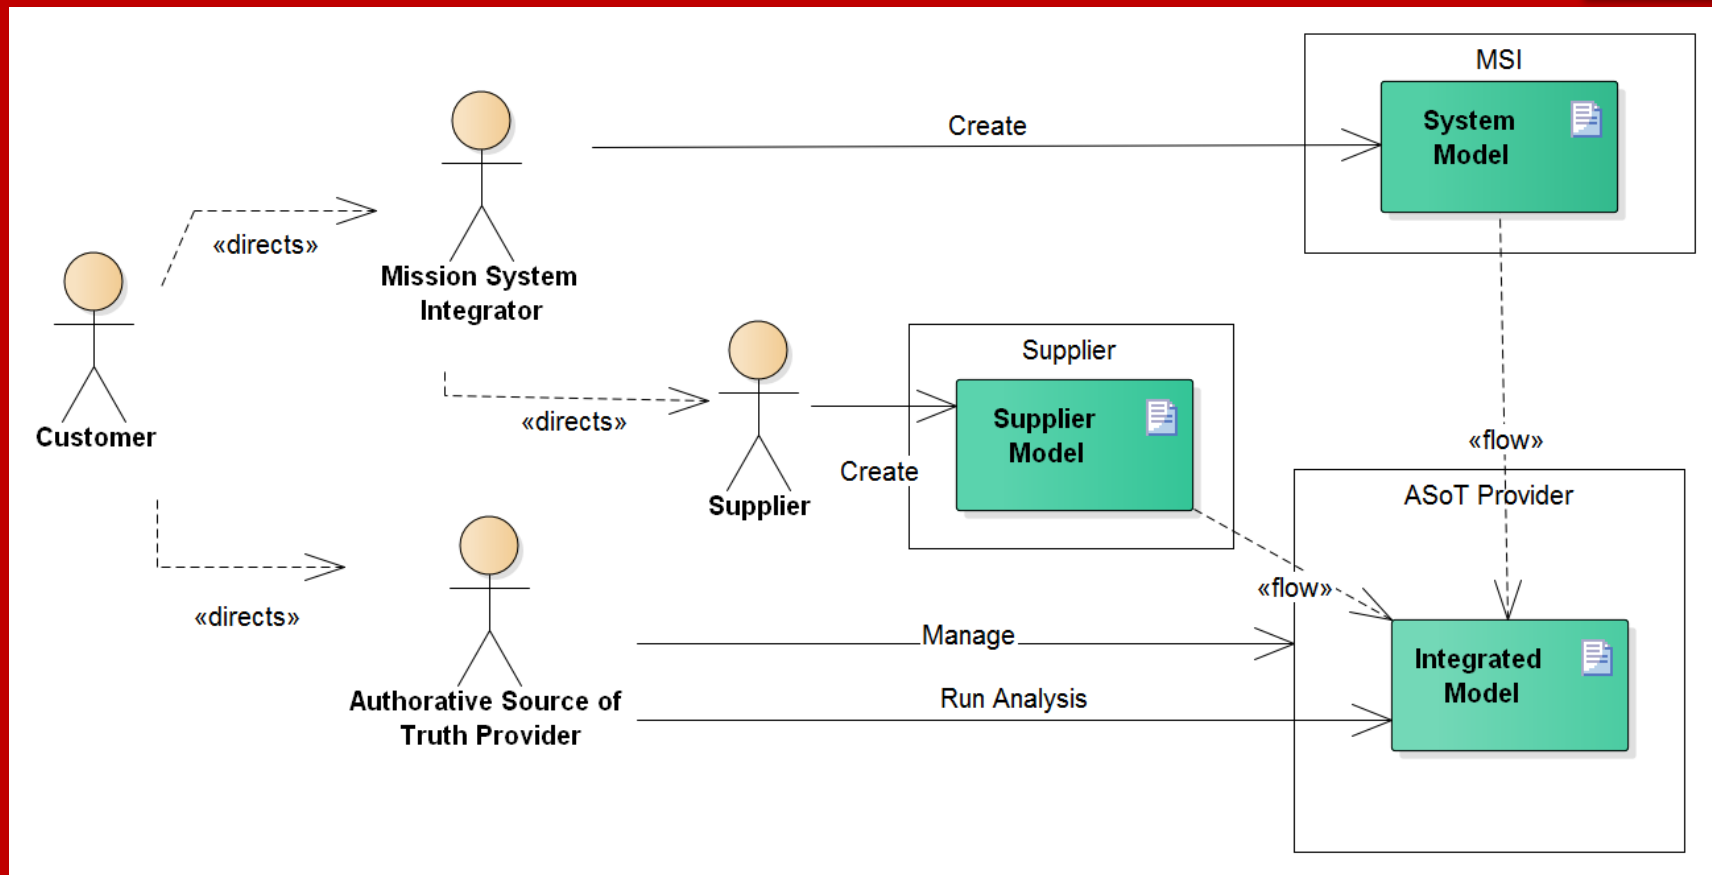 MSI
System
Model
Create
«directs»
Mission System
Integrator
Customer
Supplier
Supplier
Model
«directs»
Create
Supplier
«flow»
ASoT Provider
«directs»
«flow»
Manage
Integrated
Model
Run Analysis
Authorative Source of
Truth Provider